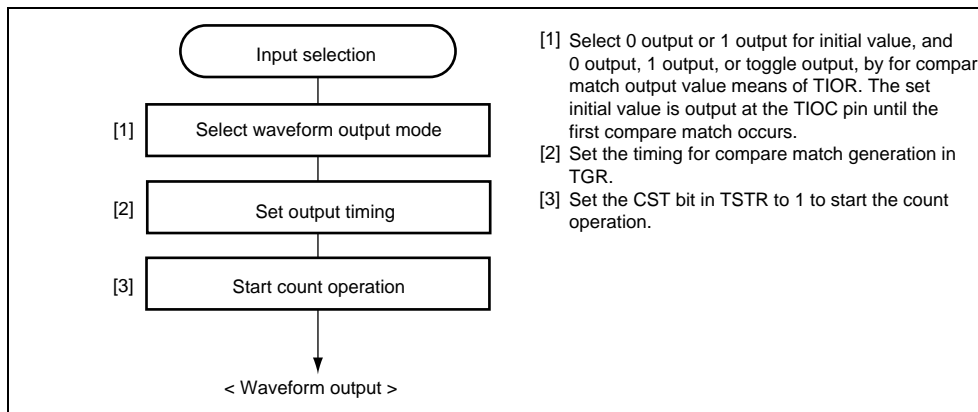 Input selection
[1] Select waveform output mode
[2] Set output timing
[3] Start count operation
< Waveform output >
[1] Select 0 output or 1 output for initial value, and
0 output, 1 output, or toggle output, by for compar
match output value means of TIOR. The set
initial value is output at the TIOC pin until the
first compare match occurs.
[2] Set the timing for compare match generation in
TGR.
[3] Set the CST bit in TSTR to 1 to start the count
operation.